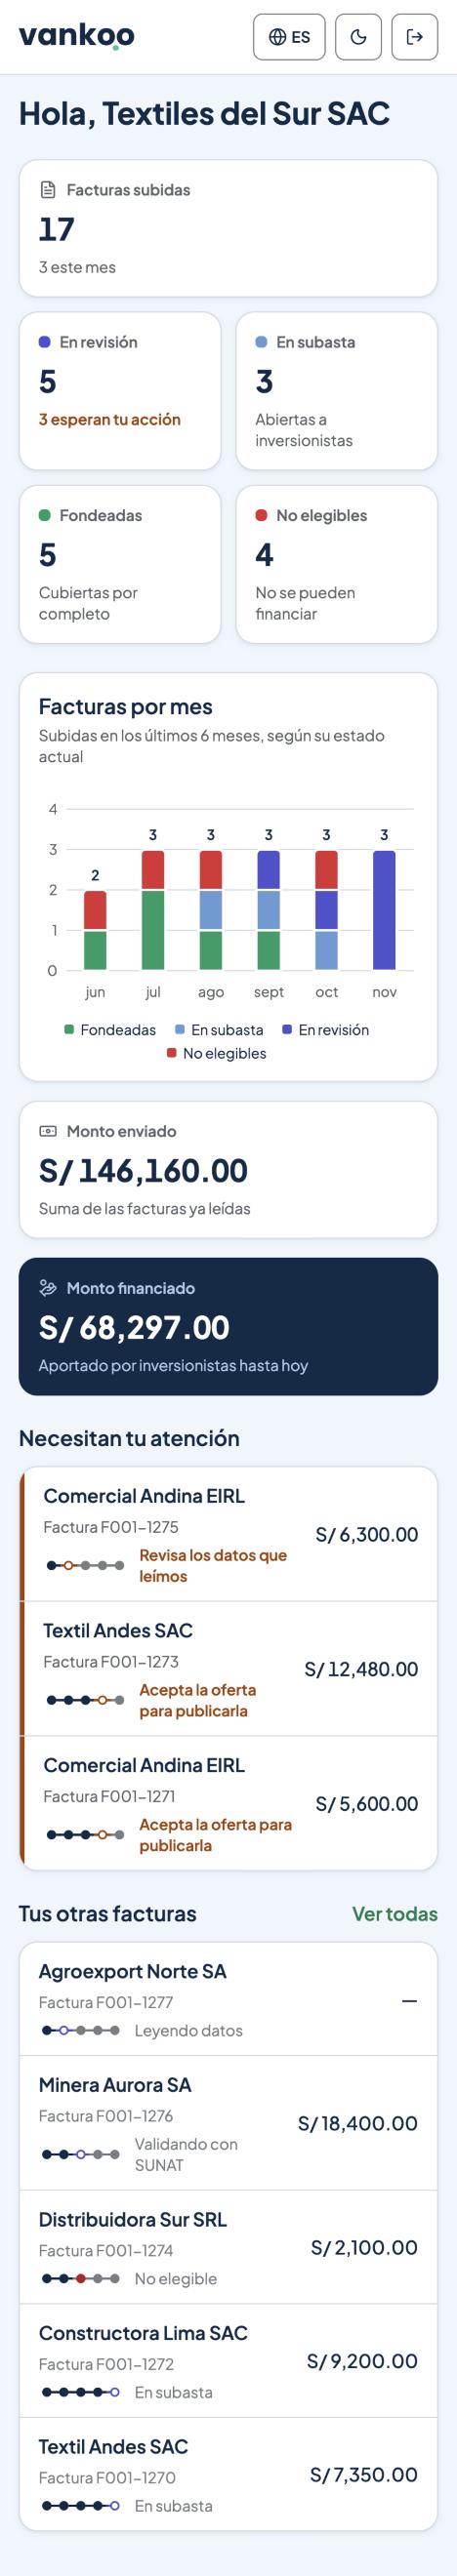 vankoo
ES
Hola, Textiles del Sur SAC
Facturas subidas
17
3 este mes
En revisión
5
3 esperan tu acción
En subasta
3
Abiertas a
inversionistas
Fondeadas
5
Cubiertas por
completo
No elegibles
4
No se pueden
financiar
Facturas por mes
Subidas en los últimos 6 meses, según su estado
actual
4
3
2
1
0
2
3
3
3
3
3
jun
jul
ago
sept
oct
nov
Fondeadas
En subasta
En revisión
No elegibles
Monto enviado
S/ 146,160.00
Suma de las facturas ya leídas
Monto financiado
S/ 68,297.00
Aportado por inversionistas hasta hoy
Necesitan tu atención
Comercial Andina EIRL
Factura F001-1275
Revisa los datos que
leímos
S/ 6,300.00
Textil Andes SAC
Factura F001-1273
Acepta la oferta
para publicarla
S/ 12,480.00
Comercial Andina EIRL
Factura F001-1271
Acepta la oferta para
publicarla
S/ 5,600.00
Tus otras facturas
Ver todas
Agroexport Norte SA
Factura F001-1277
Leyendo datos
—
Minera Aurora SA
Factura F001-1276
Validando con
SUNAT
S/ 18,400.00
Distribuidora Sur SRL
Factura F001-1274
No elegible
S/ 2,100.00
Constructora Lima SAC
Factura F001-1272
En subasta
S/ 9,200.00
Textil Andes SAC
Factura F001-1270
En subasta
S/ 7,350.00